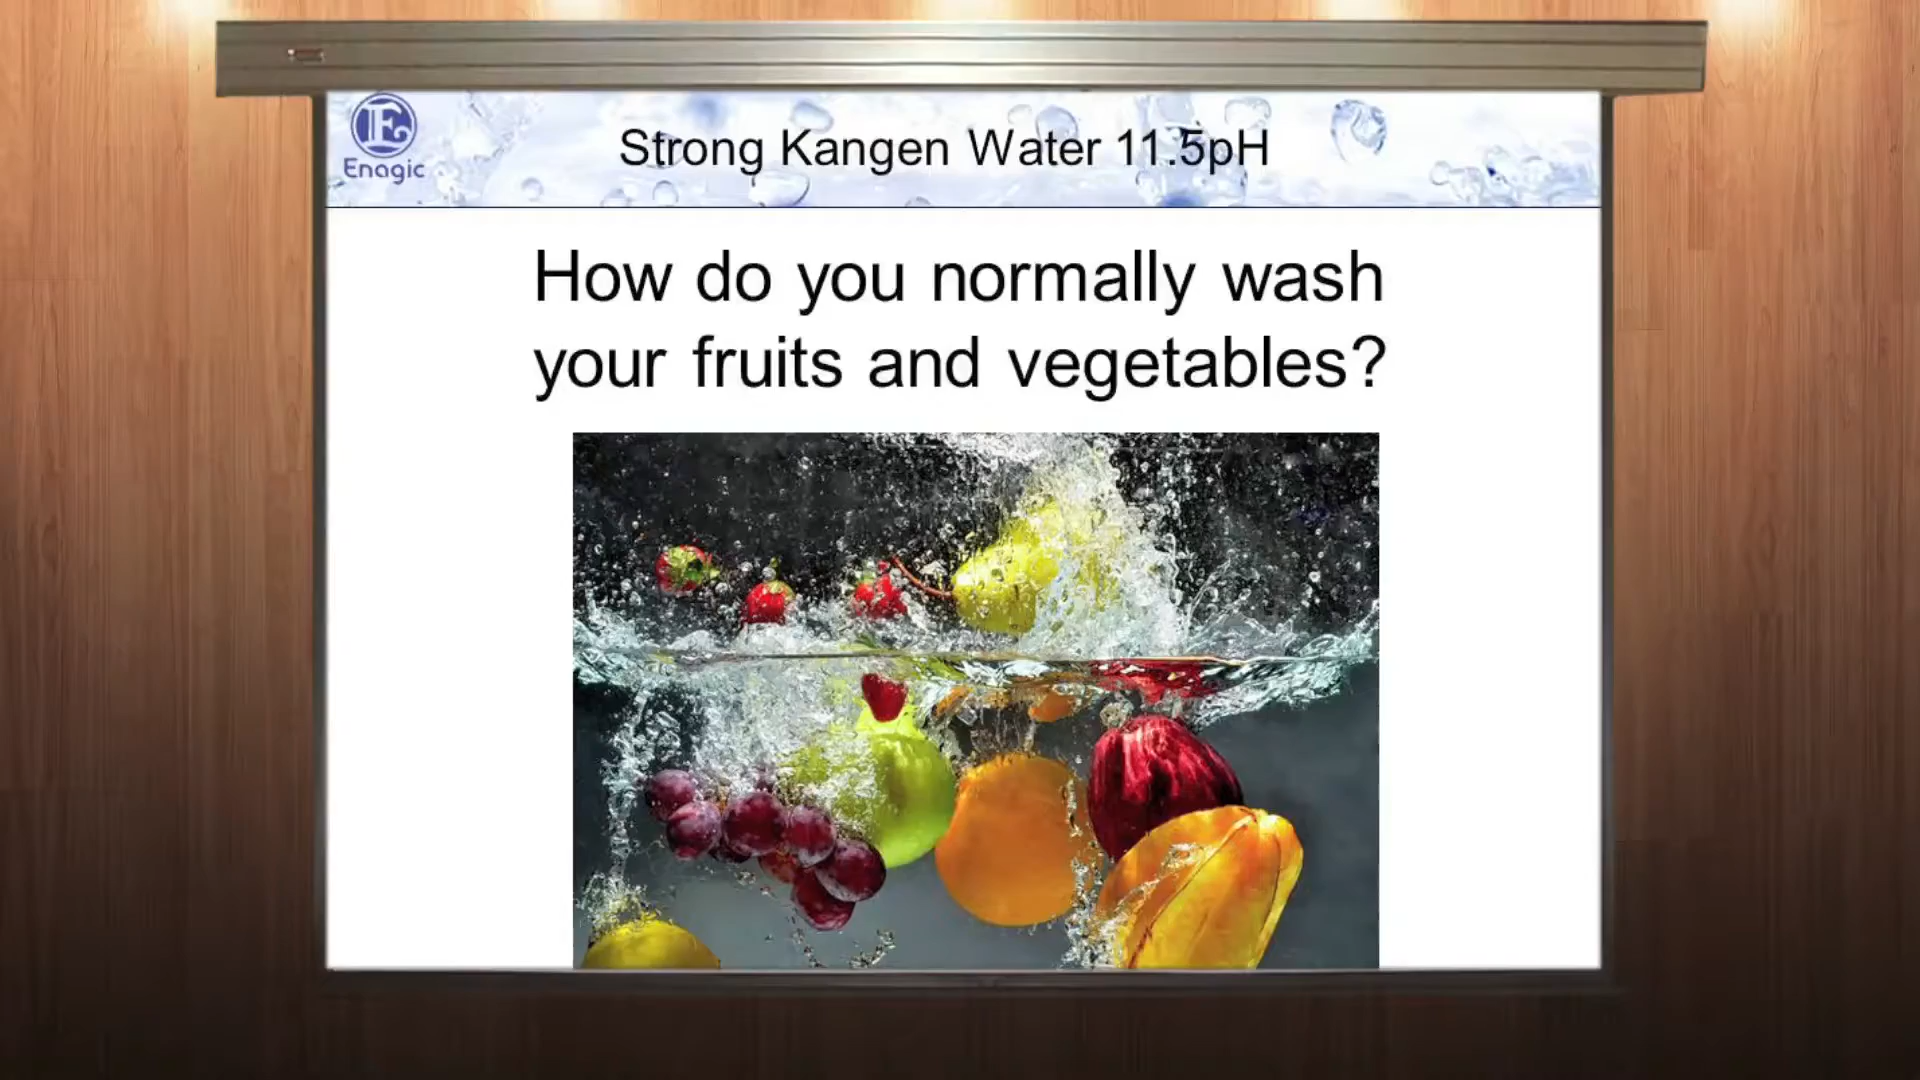 Enagic
Strong Kangen Water 11.5pH
How do you normally wash
your fruits and vegetables?